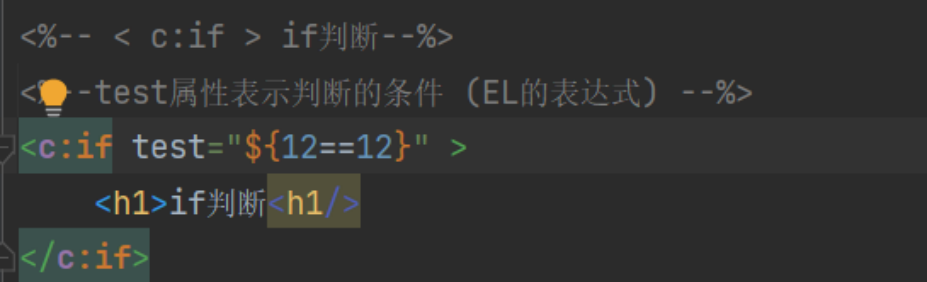 <%-- < c:if > if判断--%>
<%--test属性表示判断的条件 (EL的表达式) --%>
<c:if test="${12==12}" >
<h1>if判断<h1/>
</c:if>